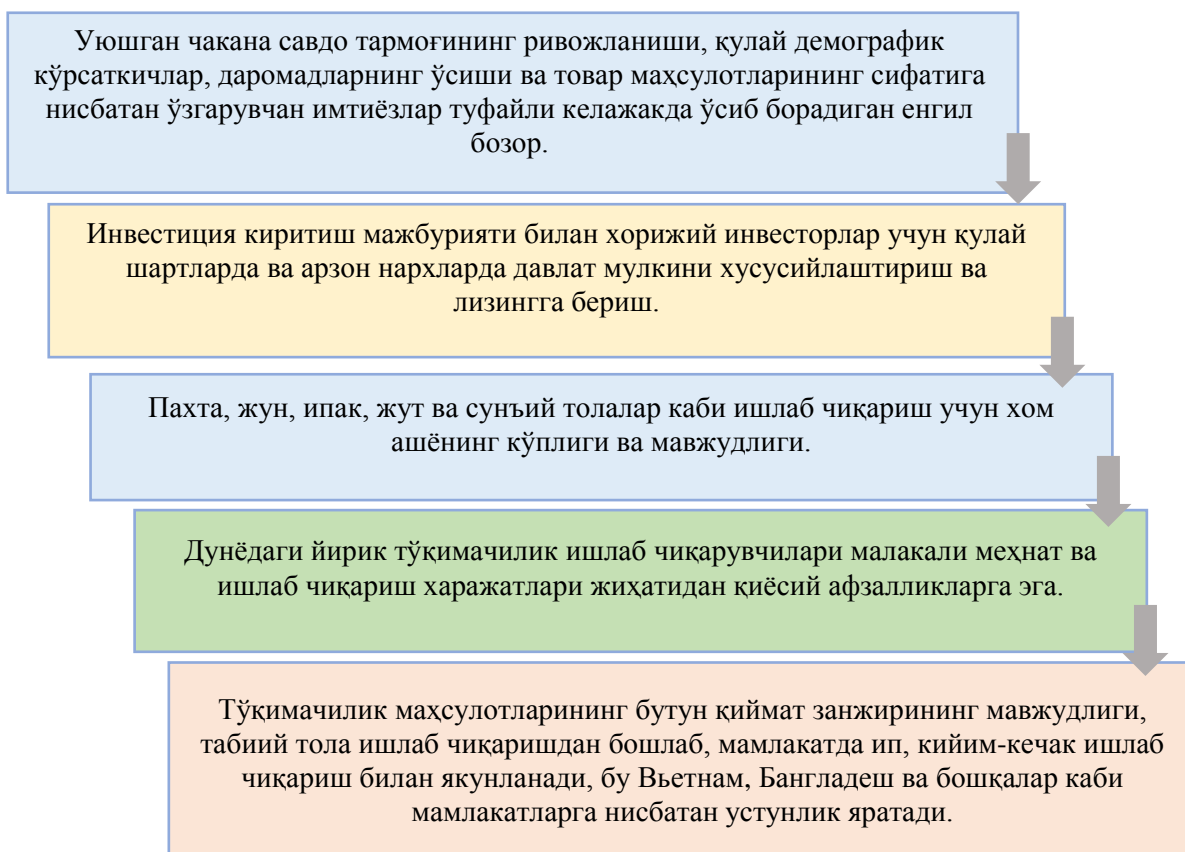 Уюшган чакана савдо тармоғининг ривожланиши, қулай демографик
кўрсаткичлар, даромадларнинг ўсиши ва товар маҳсулотларининг сифатига
нисбатан ўзгарувчан имтиёзлар туфайли келажакда ўсиб борадиган енгил
бозор.
Инвестиция киритиш мажбурияти билан хорижий инвесторлар учун қулай
шартларда ва арзон нархларда давлат мулкини хусусийлаштириш ва
лизингга бериш.
Пахта, жун, ипак, жут ва сунъий толалар каби ишлаб чиқариш учун хом
ашёнинг кўплиги ва мавжудлиги.
Дунёдаги йирик тўқимачилик ишлаб чиқарувчилари малакали меҳнат ва
ишлаб чиқариш харажатлари жиҳатидан қиёсий афзалликларга эга.
Тўқимачилик маҳсулотларининг бутун қиймат занжирининг мавжудлиги,
табиий тола ишлаб чиқаришдан бошлаб, мамлакатда ип, кийим-кечак ишлаб
чиқариш билан якунланади, бу Вьетнам, Бангладеш ва бошқалар каби
мамлакатларга нисбатан устунлик яратади.